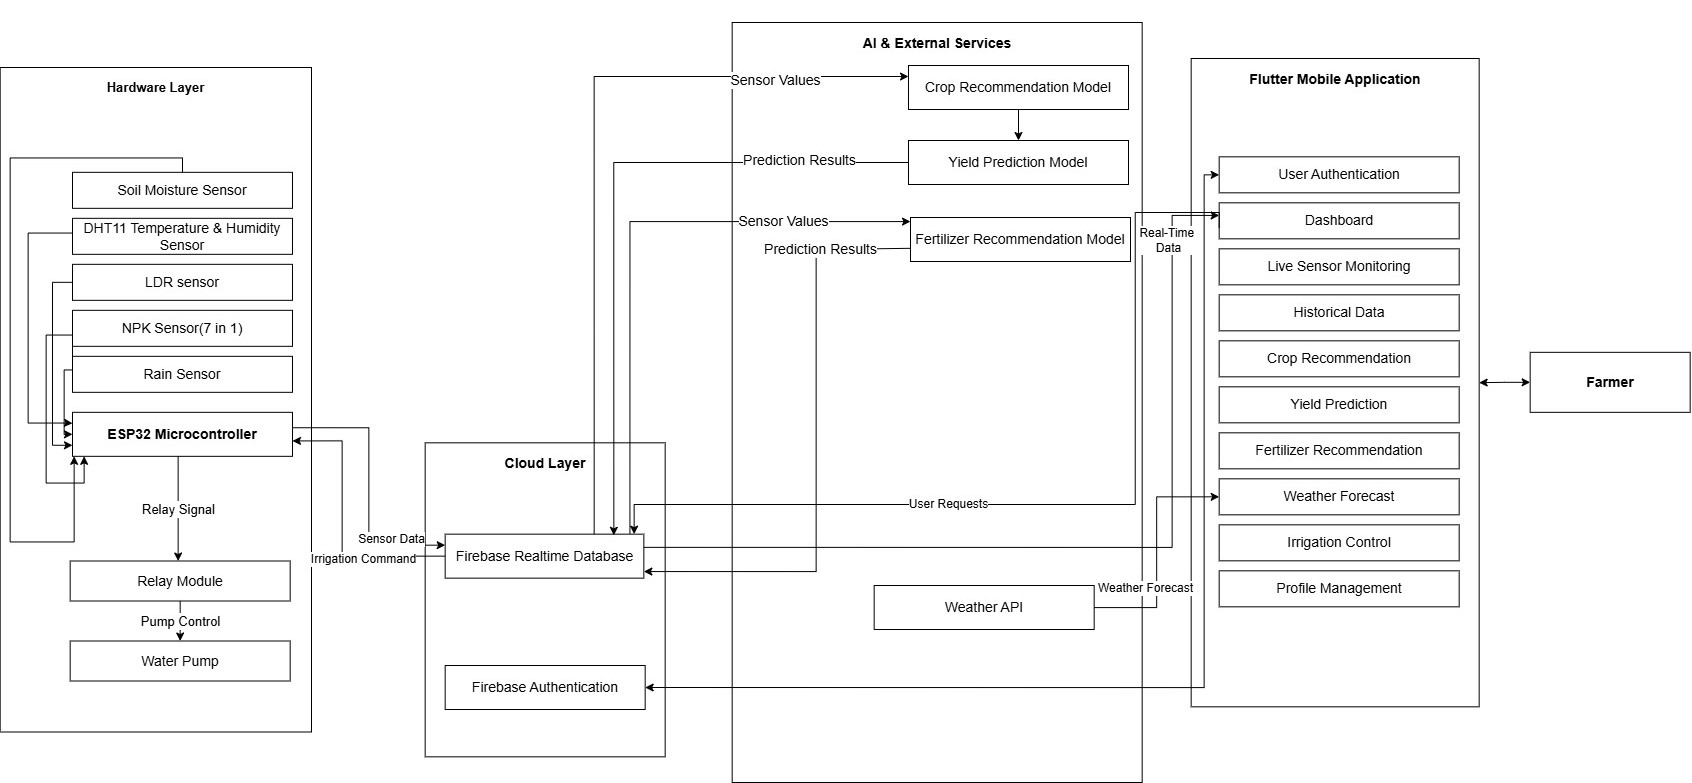 Hardware Layer
Soil Moisture Sensor
DHT11 Temperature & Humidity
Sensor
LDR sensor
NPK Sensor(7 in 1)
Rain Sensor
ESP32 Microcontroller
Relay Signal
Relay Module
Pump Control
Water Pump
Sensor Data
Irrigation Command
Cloud Layer
Firebase Realtime Database
Firebase Authentication
AI & External Services
Sensor Values
Crop Recommendation Model
Prediction Results
Yield Prediction Model
Sensor Values
Fertilizer Recommendation Model
Prediction Results
User Requests
Weather API
Weather Forecast
Real-Time
Data
Flutter Mobile Application
User Authentication
Dashboard
Live Sensor Monitoring
Historical Data
Crop Recommendation
Yield Prediction
Fertilizer Recommendation
Weather Forecast
Irrigation Control
Profile Management
Farmer